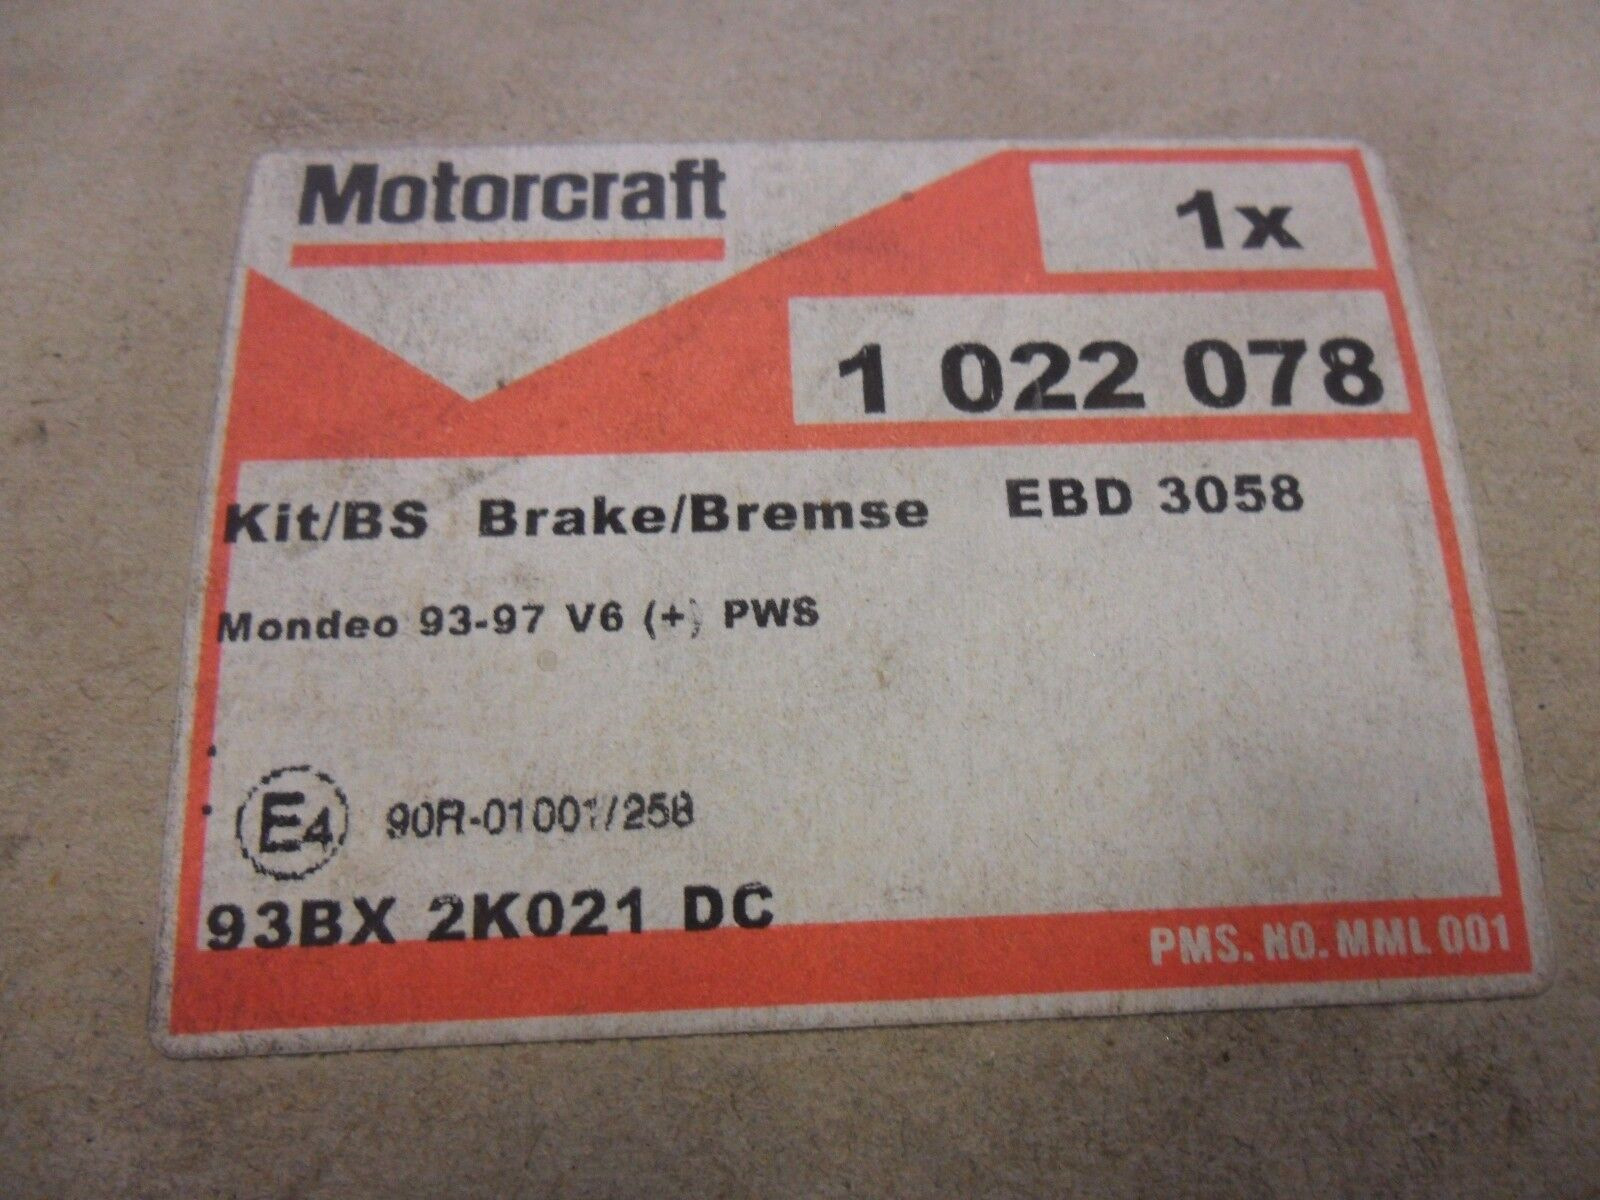 Motorcraft
1x
1 022 078
Kit/BS Brake/Bremse EBD 3058
Mondeo 93-97 V6 (+) PWS
E4 90R-01001/258
93BX 2K021 DC
PMS. NO. MML 001